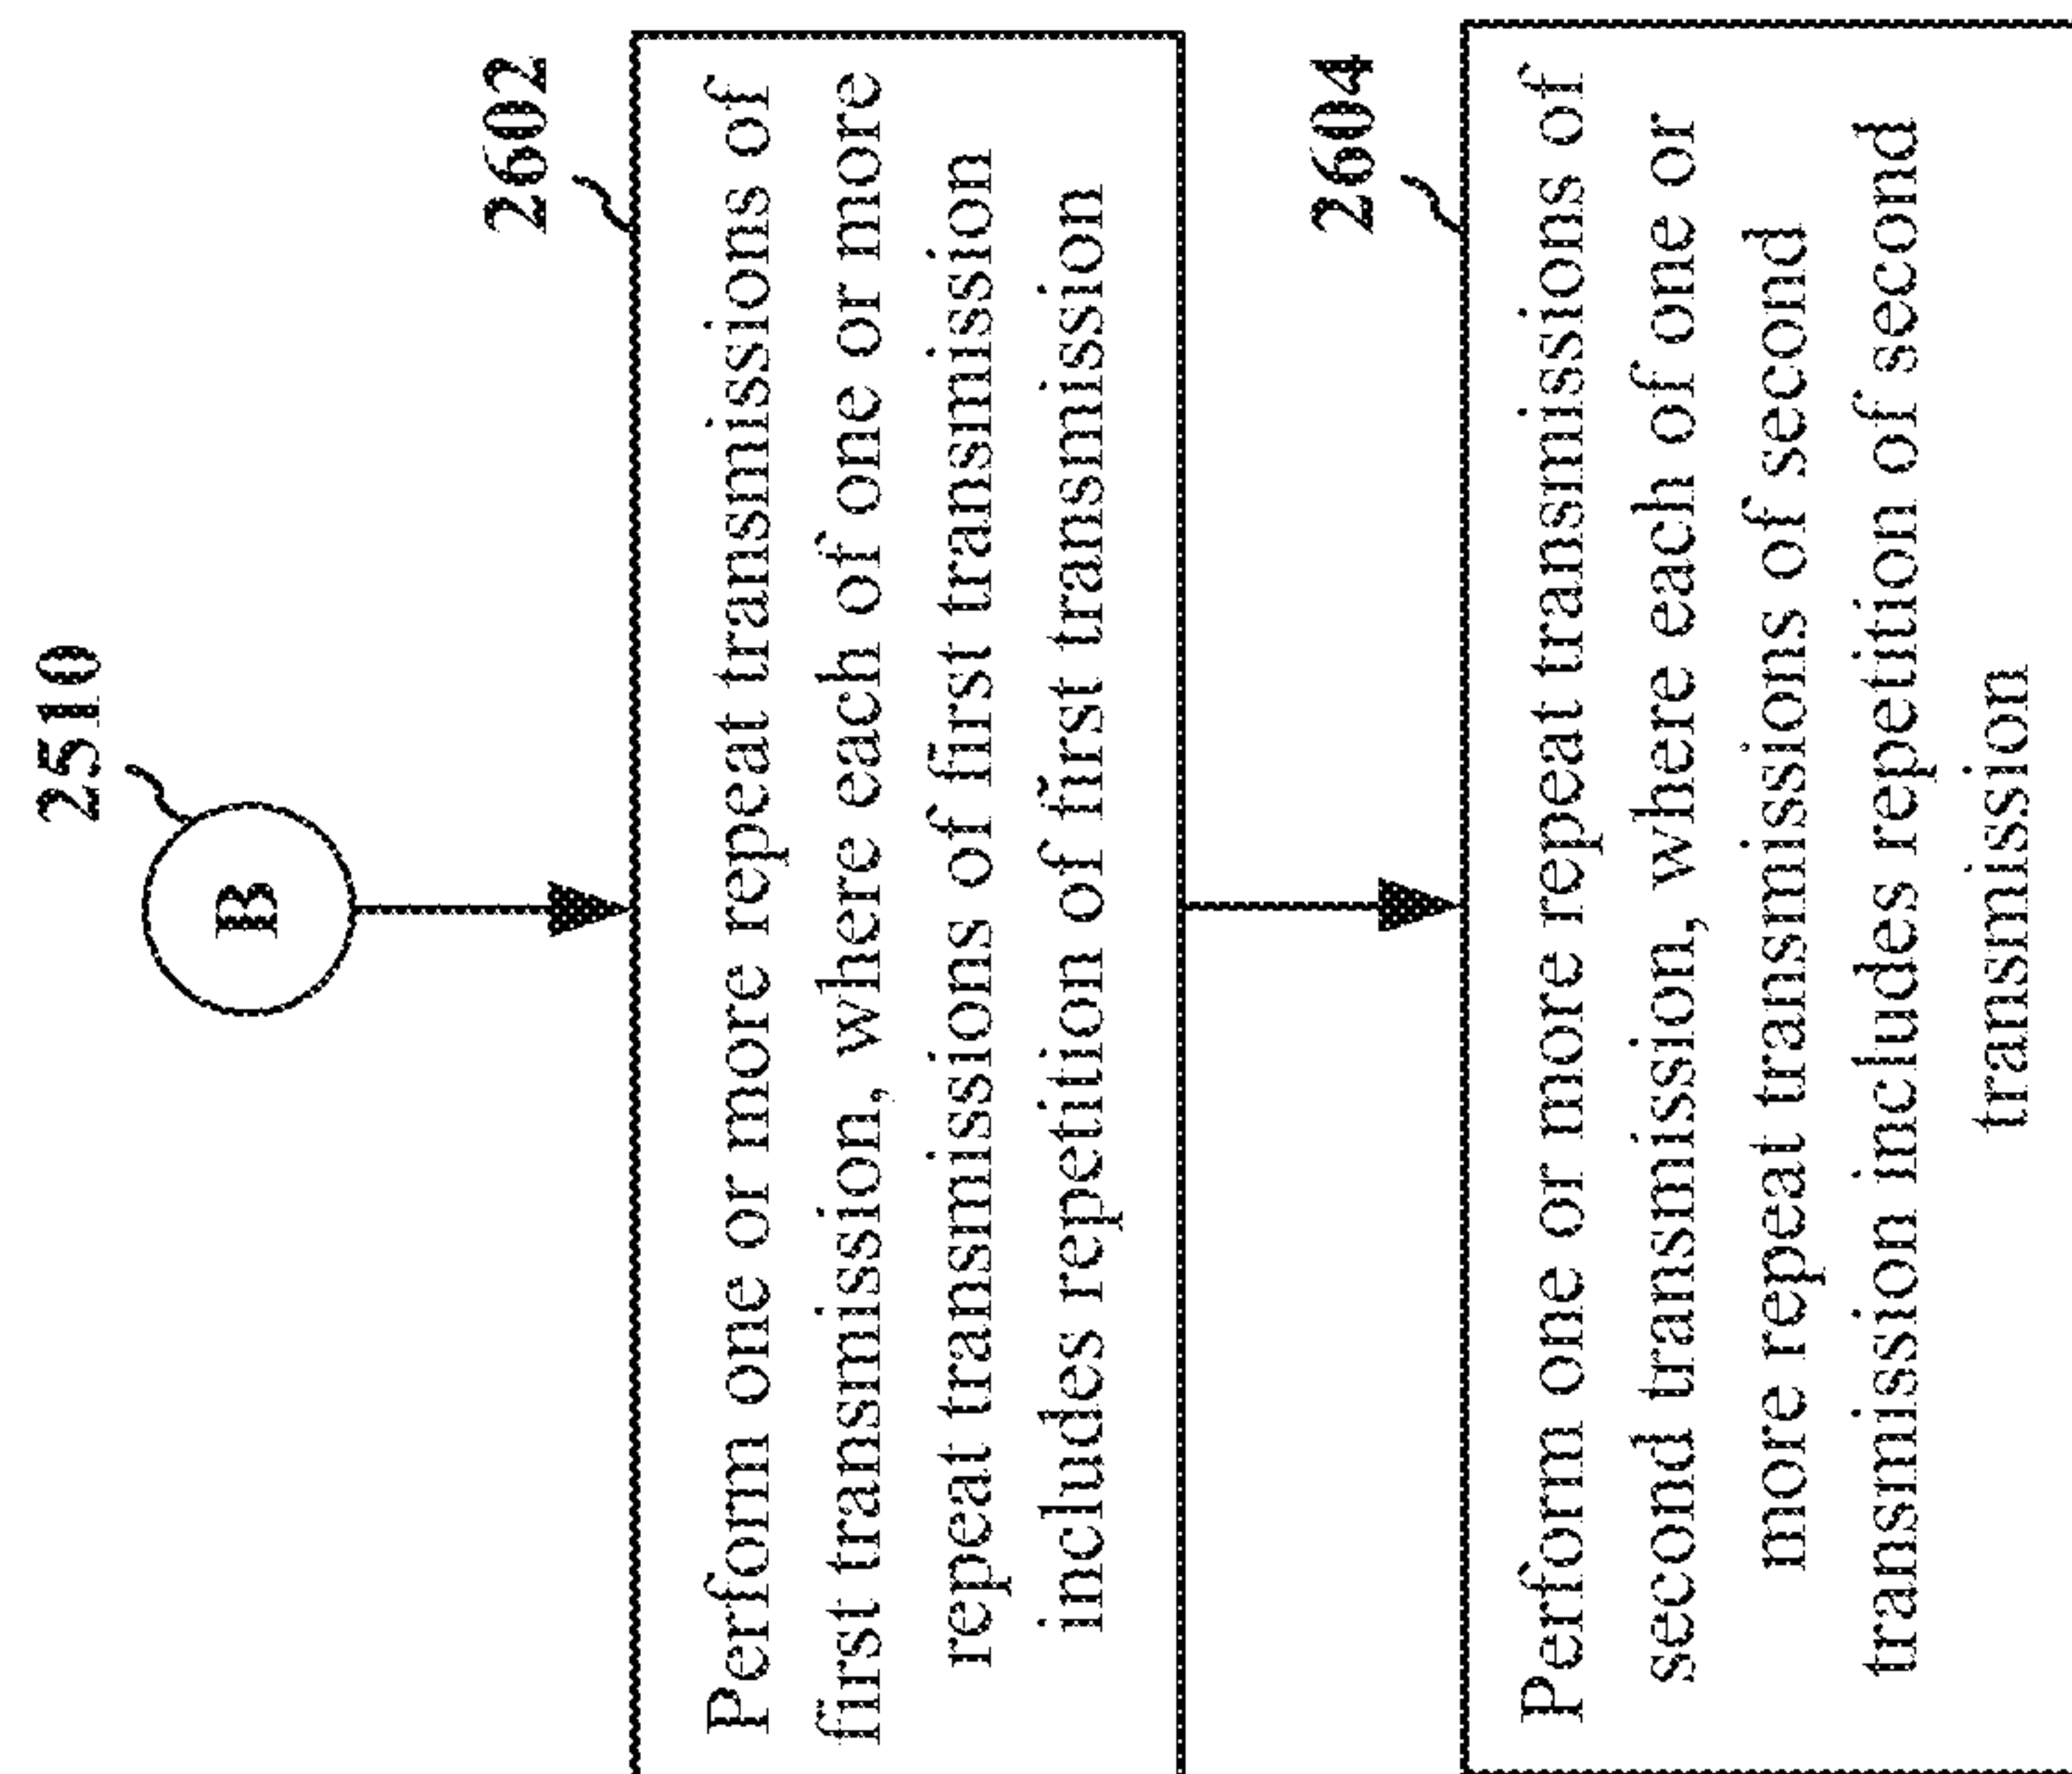 2510
B
2602
Perform one or more repeat transmissions of
first transmission, where each of one or more
repeat transmissions of first transmission
includes repetition of first transmission
2604
Perform one or more repeat transmissions of
second transmission, where each of one or
more repeat transmissions of second
transmission includes repetition of second
transmission